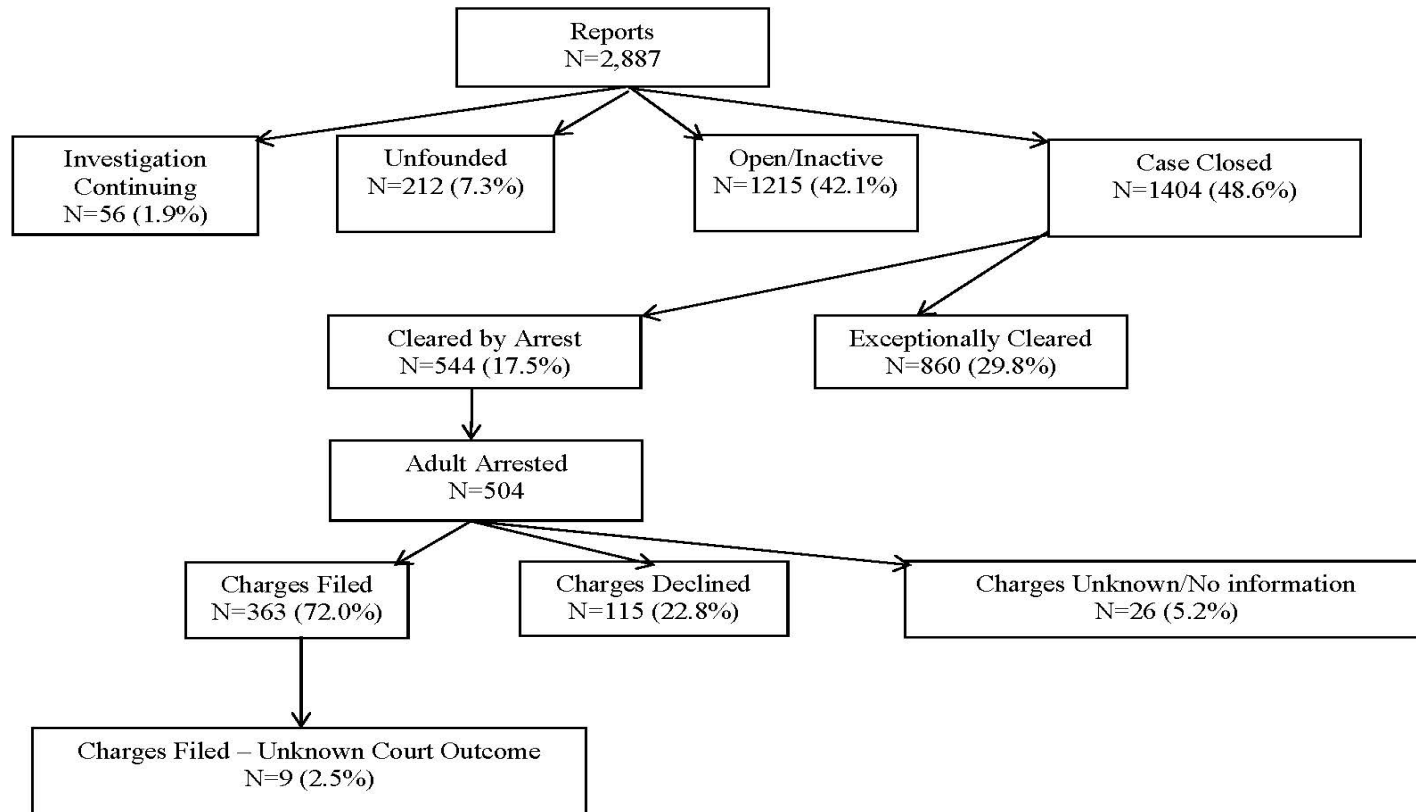 Reports
N=2,887
Investigation
Continuing
N=56 (1.9%)
Unfounded
N=212 (7.3%)
Open/Inactive
N=1215 (42.1%)
Case Closed
N=1404 (48.6%)
Cleared by Arrest
N=544 (17.5%)
Exceptionally Cleared
N=860 (29.8%)
Adult Arrested
N=504
Charges Filed
N=363 (72.0%)
Charges Declined
N=115 (22.8%)
Charges Unknown/No information
N=26 (5.2%)
Charges Filed – Unknown Court Outcome
N=9 (2.5%)